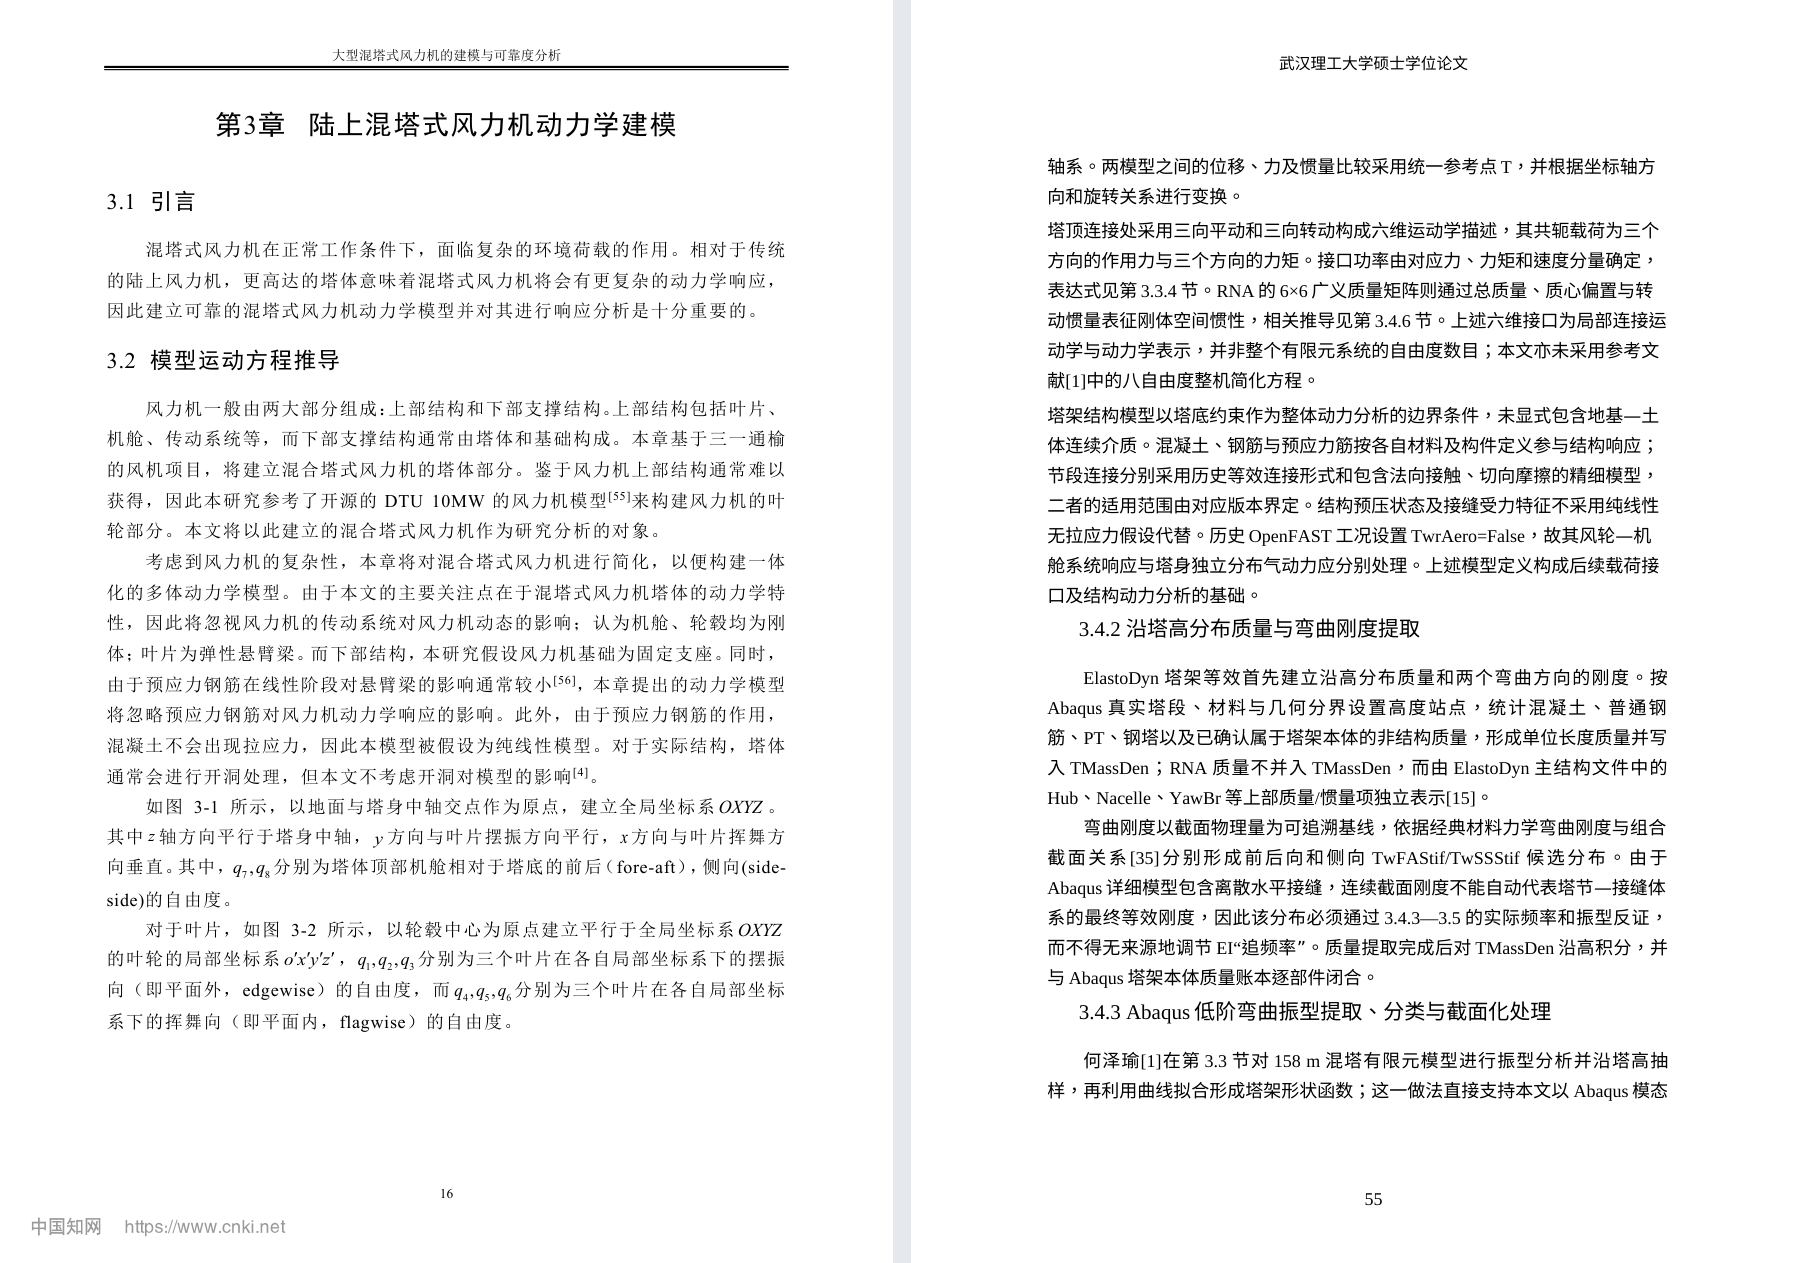 大型混塔式风力机的建模与可靠度分析
第3章 陆上混塔式风力机动力学建模
3.1 引言
混塔式风力机在正常工作条件下，面临复杂的环境荷载的作用。相对于传统
的陆上风力机，更高达的塔体意味着混塔式风力机将会有更复杂的动力学响应，
因此建立可靠的混塔式风力机动力学模型并对其进行响应分析是十分重要的。
3.2 模型运动方程推导
风力机一般由两大部分组成：上部结构和下部支撑结构。上部结构包括叶片、
机舱、传动系统等，而下部支撑结构通常由塔体和基础构成。本章基于三一通榆
的风机项目，将建立混合塔式风力机的塔体部分。鉴于风力机上部结构通常难以
获得，因此本研究参考了开源的 DTU 10MW 的风力机模型[55]来构建风力机的叶
轮部分。本文将以此建立的混合塔式风力机作为研究分析的对象。
考虑到风力机的复杂性，本章将对混合塔式风力机进行简化，以便构建一体
化的多体动力学模型。由于本文的主要关注点在于混塔式风力机塔体的动力学特
性，因此将忽视风力机的传动系统对风力机动态的影响；认为机舱、轮毂均为刚
体；叶片为弹性悬臂梁。而下部结构，本研究假设风力机基础为固定支座。同时，
由于预应力钢筋在线性阶段对悬臂梁的影响通常较小[56]，本章提出的动力学模型
将忽略预应力钢筋对风力机动力学响应的影响。此外，由于预应力钢筋的作用，
混凝土不会出现拉应力，因此本模型被假设为纯线性模型。对于实际结构，塔体
通常会进行开洞处理，但本文不考虑开洞对模型的影响[4]。
如图 3-1 所示，以地面与塔身中轴交点作为原点，建立全局坐标系OXYZ。
其中z轴方向平行于塔身中轴，y方向与叶片摆振方向平行，x方向与叶片挥舞方
向垂直。其中，q7,q8分别为塔体顶部机舱相对于塔底的前后（fore-aft），侧向(side-
side)的自由度。
对于叶片，如图 3-2 所示，以轮毂中心为原点建立平行于全局坐标系OXYZ
的叶轮的局部坐标系o′x′y′z′，q1,q2,q3分别为三个叶片在各自局部坐标系下的摆振
向（即平面外，edgewise）的自由度，而q4,q5,q6分别为三个叶片在各自局部坐标
系下的挥舞向（即平面内，flagwise）的自由度。
16
中国知网 https://www.cnki.net
武汉理工大学硕士学位论文
轴系。两模型之间的位移、力及惯量比较采用统一参考点 T，并根据坐标轴方
向和旋转关系进行变换。
塔顶连接处采用三向平动和三向转动构成六维运动学描述，其共轭载荷为三个
方向的作用力与三个方向的力矩。接口功率由对应力、力矩和速度分量确定，
表达式见第 3.3.4 节。RNA 的 6×6 广义质量矩阵则通过总质量、质心偏置与转
动惯量表征刚体空间惯性，相关推导见第 3.4.6 节。上述六维接口为局部连接运
动学与动力学表示，并非整个有限元系统的自由度数目；本文亦未采用参考文
献[1]中的八自由度整机简化方程。
塔架结构模型以塔底约束作为整体动力分析的边界条件，未显式包含地基—土
体连续介质。混凝土、钢筋与预应力筋按各自材料及构件定义参与结构响应；
节段连接分别采用历史等效连接形式和包含法向接触、切向摩擦的精细模型，
二者的适用范围由对应版本界定。结构预压状态及接缝受力特征不采用纯线性
无拉应力假设代替。历史 OpenFAST 工况设置 TwrAero=False，故其风轮—机
舱系统响应与塔身独立分布气动力应分别处理。上述模型定义构成后续载荷接
口及结构动力分析的基础。
3.4.2 沿塔高分布质量与弯曲刚度提取
ElastoDyn 塔架等效首先建立沿高分布质量和两个弯曲方向的刚度。按
Abaqus 真实塔段、材料与几何分界设置高度站点，统计混凝土、普通钢
筋、PT、钢塔以及已确认属于塔架本体的非结构质量，形成单位长度质量并写
入 TMassDen；RNA 质量不并入 TMassDen，而由 ElastoDyn 主结构文件中的
Hub、Nacelle、YawBr 等上部质量/惯量项独立表示[15]。
弯曲刚度以截面物理量为可追溯基线，依据经典材料力学弯曲刚度与组合
截面关系[35]分别形成前后向和侧向 TwFAStif/TwSSStif 候选分布。由于
Abaqus 详细模型包含离散水平接缝，连续截面刚度不能自动代表塔节—接缝体
系的最终等效刚度，因此该分布必须通过 3.4.3—3.5 的实际频率和振型反证，
而不得无来源地调节 EI“追频率”。质量提取完成后对 TMassDen 沿高积分，并
与 Abaqus 塔架本体质量账本逐部件闭合。
3.4.3 Abaqus 低阶弯曲振型提取、分类与截面化处理
何泽瑜[1]在第 3.3 节对 158 m 混塔有限元模型进行振型分析并沿塔高抽
样，再利用曲线拟合形成塔架形状函数；这一做法直接支持本文以 Abaqus 模态
55